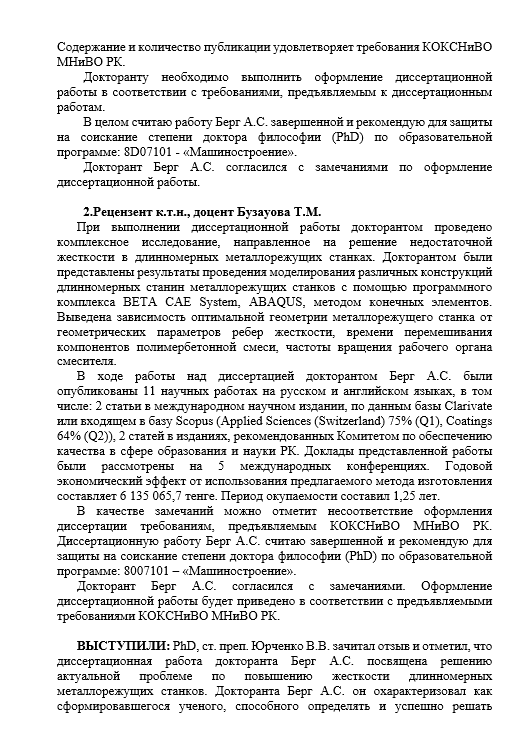 Содержание и количество публикации удовлетворяет требования КОКСНиВО
МНиВО РК.
Докторанту необходимо выполнить оформление диссертационной
работы в соответствии с требованиями, предъявляемым к диссертационным
работам.
В целом считаю работу Берг А.С. завершенной и рекомендую для защиты
на соискание степени доктора философии (PhD) по образовательной
программе: 8D07101 - «Машиностроение».
Докторант Берг А.С. согласился с замечаниями по оформление
диссертационной работы.
2.Рецензент к.т.н., доцент Бузауова Т.М.
При выполнении диссертационной работы докторантом проведено
комплексное исследование, направленное на решение недостаточной
жесткости в длинномерных металлорежущих станках. Докторантом были
представлены результаты проведения моделирования различных конструкций
длинномерных станин металлорежущих станков с помощью программного
комплекса BETA CAE System, ABAQUS, методом конечных элементов.
Выведена зависимость оптимальной геометрии металлорежущего станка от
геометрических параметров ребер жесткости, времени перемешивания
компонентов полимербетонной смеси, частоты вращения рабочего органа
смесителя.
В ходе работы над диссертацией докторантом Берг А.С. были
опубликованы 11 научных работах на русском и английском языках, в том
числе: 2 статьи в международном научном издании, по данным базы Clarivate
или входящем в базу Scopus (Applied Sciences (Switzerland) 75% (Q1), Coatings
64% (Q2)), 2 статей в изданиях, рекомендованных Комитетом по обеспечению
качества в сфере образования и науки РК. Доклады представленной работы
были рассмотрены на 5 международных конференциях. Годовой
экономический эффект от использования предлагаемого метода изготовления
составляет 6 135 065,7 тенге. Период окупаемости составил 1,25 лет.
В качестве замечаний можно отметит несоответствие оформления
диссертации требованиям, предъявляемым КОКСНиВО МНиВО РК.
Диссертационную работу Берг А.С. считаю завершенной и рекомендую для
защиты на соискание степени доктора философии (PhD) по образовательной
программе: 8007101 – «Машиностроение».
Докторант Берг А.С. согласился с замечаниями. Оформление
диссертационной работы будет приведено в соответствии с предъявляемыми
требованиями КОКСНиВО МНиВО РК.
ВЫСТУПИЛИ: PhD, ст. преп. Юрченко В.В. зачитал отзыв и отметил, что
диссертационная работа докторанта Берг А.С. посвящена решению
актуальной проблеме по повышению жесткости длинномерных
металлорежущих станков. Докторанта Берг А.С. он охарактеризовал как
сформировавшегося ученого, способного определять и успешно решать